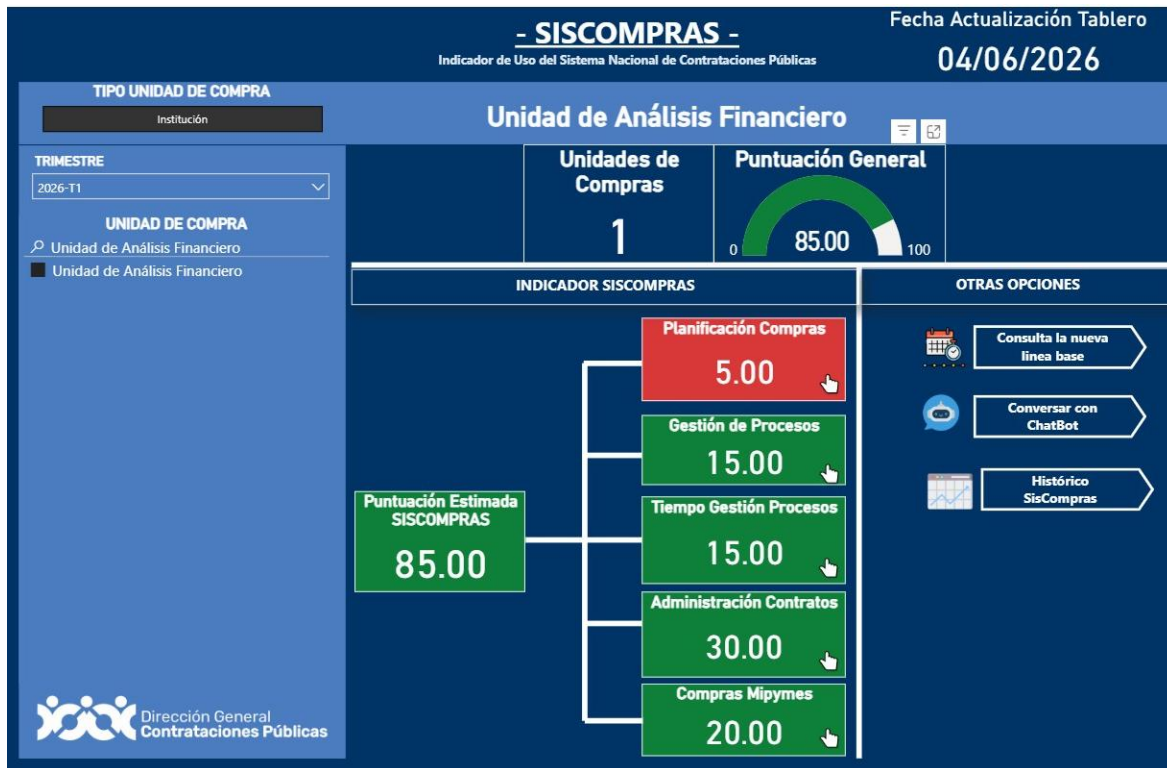 - SISCOMPRAS -
Indicador de Uso del Sistema Nacional de Contrataciones Públicas
Fecha Actualización Tablero
04/06/2026
TIPO UNIDAD DE COMPRA
Institución
Unidad de Análisis Financiero
TRIMESTRE
2026-T1
UNIDAD DE COMPRA
Unidad de Análisis Financiero
Unidad de Análisis Financiero
Unidades de
Compras
1
Puntuación General
0
85.00
100
INDICADOR SISCOMPRAS
Puntuación Estimada
SISCOMPRAS
85.00
Planificación Compras
5.00
Gestión de Procesos
15.00
Tiempo Gestión Procesos
15.00
Administración Contratos
30.00
Compras Mipymes
20.00
OTRAS OPCIONES
Consulta la nueva
linea base
Conversar con
ChatBot
Histórico
SisCompras
Dirección General
Contrataciones Públicas